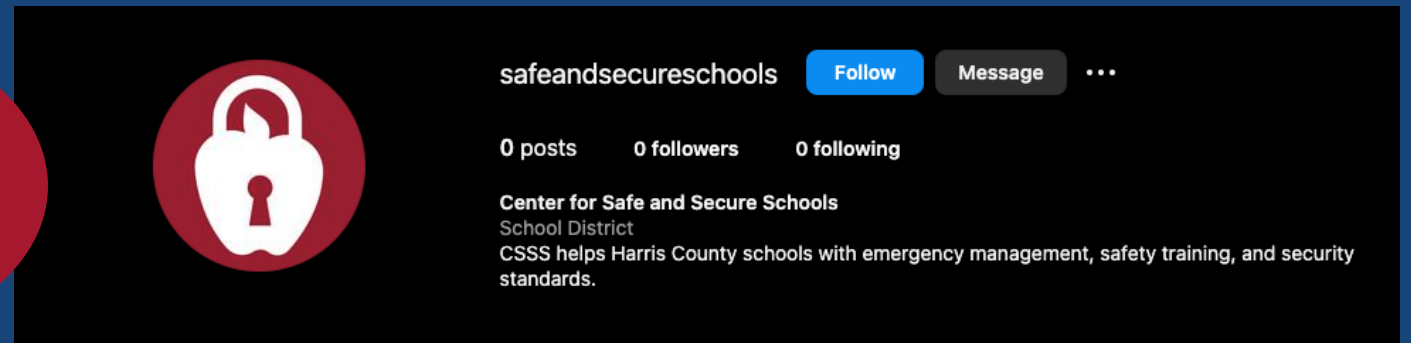 safeandsecureschools Follow Message
0 posts 0 followers 0 following
Center for Safe and Secure Schools
School District
CSSS helps Harris County schools with emergency management, safety training, and security
standards.